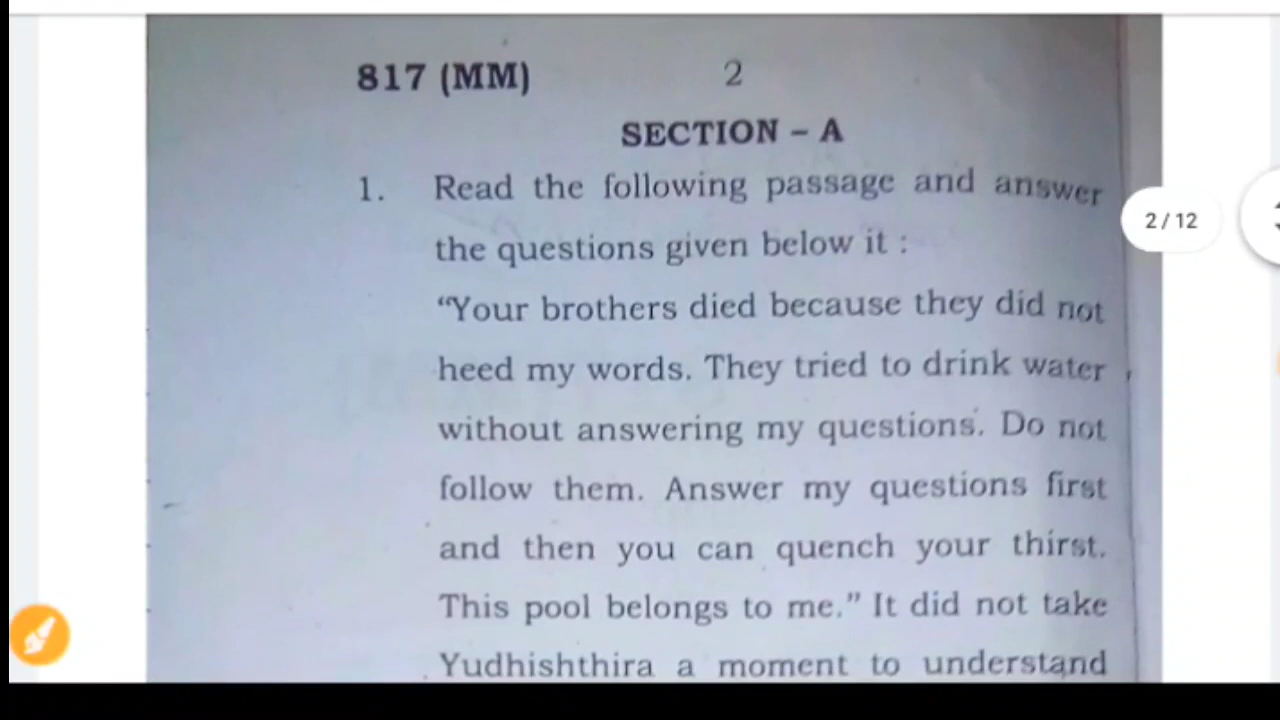 817 (MM) 2
SECTION – A
1. Read the following passage and answer
the questions given below it :
2 / 12
“Your brothers died because they did not
heed my words. They tried to drink water
without answering my questions. Do not
follow them. Answer my questions first
and then you can quench your thirst.
This pool belongs to me.” It did not take
Yudhishthira a moment to understand